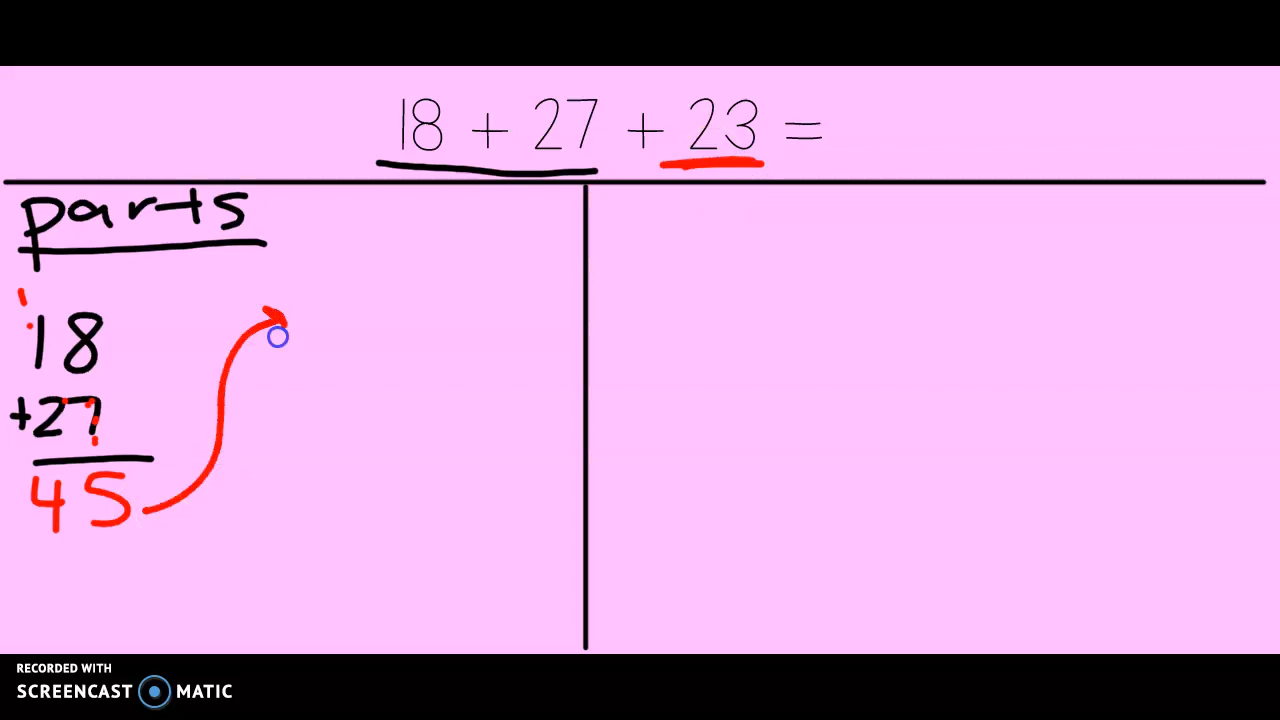 18 + 27 + 23 =
parts
1
18
+27
45
RECORDED WITH
SCREENCAST MATIC